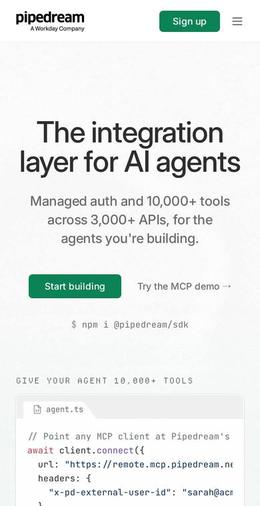 pipedream
A Workday Company
Sign up
The integration
layer for AI agents
Managed auth and 10,000+ tools
across 3,000+ APIs, for the
agents you're building.
Start building
Try the MCP demo →
$ npm i @pipedream/sdk
GIVE YOUR AGENT 10,000+ TOOLS
agent.ts
// Point any MCP client at Pipedream's
await client.connect({
url: "https://remote.mcp.pipedream.ne
headers: {
"x-pd-external-user-id": "sarah@acm